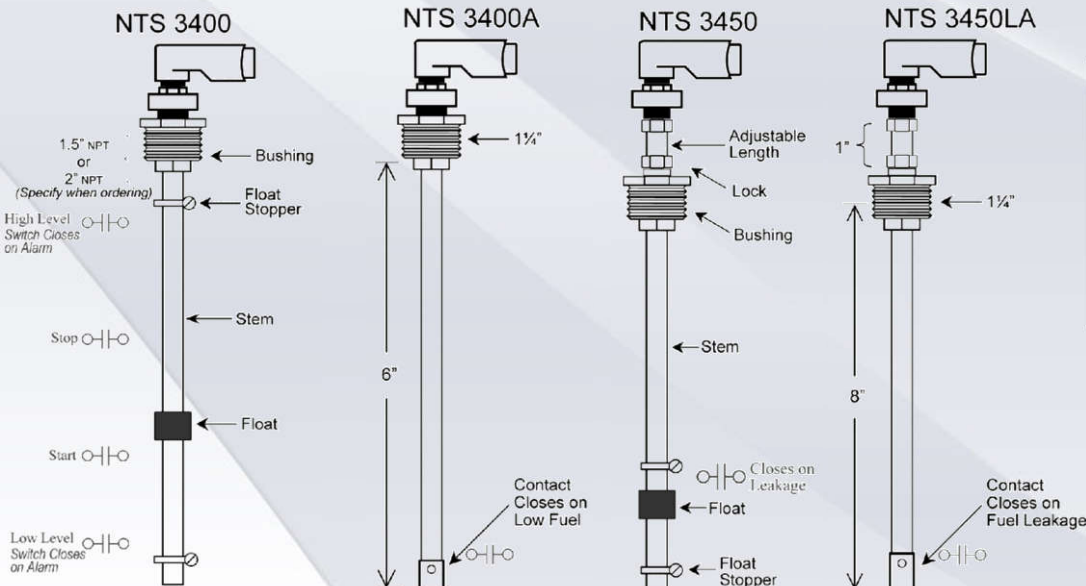 NTS 3400
NTS 3400A
NTS 3450
NTS 3450LA
1.5" NPT
or
2" NPT
(Specify when ordering)
Bushing
Float
Stopper
High Level
Switch Closes
on Alarm
Stem
Stop
Float
Start
Low Level
Switch Closes
on Alarm
1¼"
6"
Contact
Closes on
Low Fuel
Adjustable
Length
Lock
Bushing
Stem
Closes on
Leakage
Float
Float
Stopper
1"
1¼"
8"
Contact
Closes on
Fuel Leakage